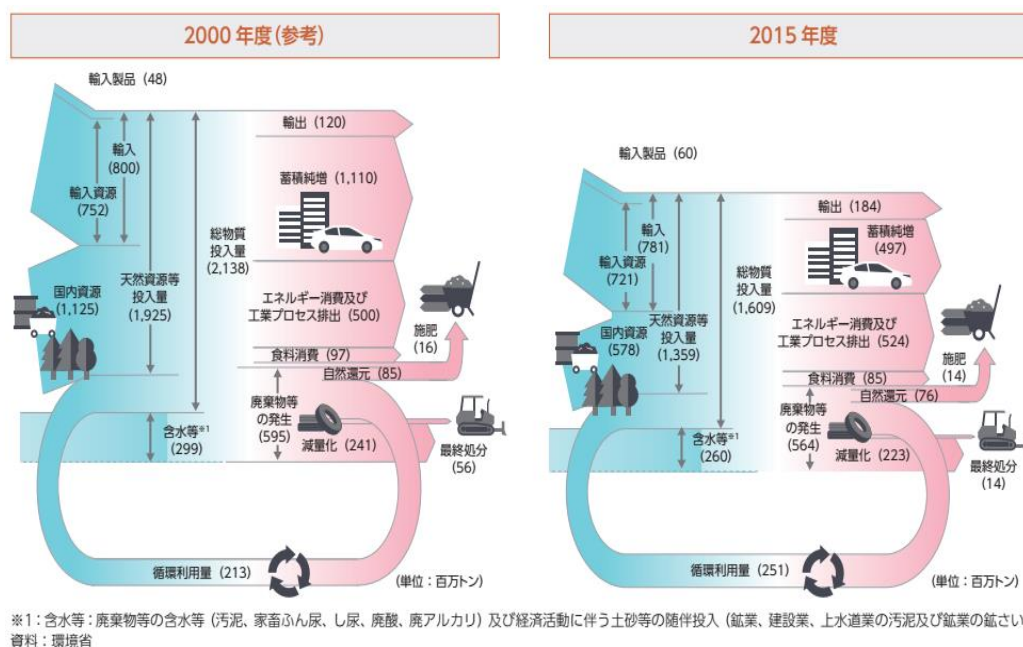 2000 年度(参考)
輸入製品 (48)
輸入
(800)
輸入資源
(752)
国内資源
(1,125)
天然資源等
投入量
(1,925)
総物質
投入量
(2,138)
輸出 (120)
蓄積純増 (1,110)
エネルギー消費及び
工業プロセス排出 (500)
食料消費 (97)
施肥
(16)
自然還元 (85)
廃棄物等
の発生
(595)
含水等※1
(299)
減量化 (241)
最終処分
(56)
循環利用量 (213)
(単位:百万トン)
2015 年度
輸入製品 (60)
輸入
(781)
輸入資源
(721)
国内資源
(578)
天然資源等
投入量
(1,359)
総物質
投入量
(1,609)
輸出 (184)
蓄積純増
(497)
エネルギー消費及び
工業プロセス排出 (524)
食料消費 (85)
施肥
(14)
自然還元 (76)
廃棄物等
の発生
(564)
含水等※1
(260)
減量化 (223)
最終処分
(14)
循環利用量 (251)
(単位:百万トン)
※1:含水等:廃棄物等の含水等 (汚泥、家畜ふん尿、し尿、廃酸、廃アルカリ) 及び経済活動に伴う土砂等の随伴投入 (鉱業、建設業、上水道業の汚泥及び鉱業の鉱さい
資料:環境省